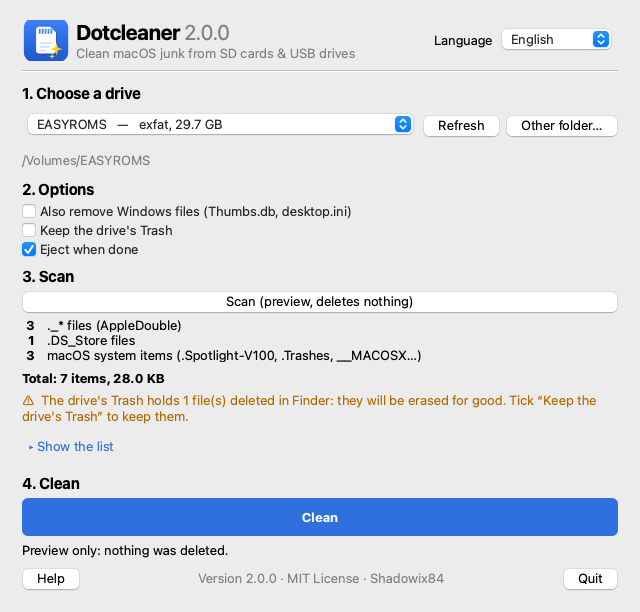 Dotcleaner 2.0.0
Clean macOS junk from SD cards & USB drives
Language English
1. Choose a drive
EASYROMS — exfat, 29.7 GB
Refresh
Other folder...
/Volumes/EASYROMS
2. Options
Also remove Windows files (Thumbs.db, desktop.ini)
Keep the drive's Trash
Eject when done
3. Scan
Scan (preview, deletes nothing)
3 ._* files (AppleDouble)
1 .DS_Store files
3 macOS system items (.Spotlight-V100, .Trashes, __MACOSX…)
Total: 7 items, 28.0 KB
⚠ The drive's Trash holds 1 file(s) deleted in Finder: they will be erased for good. Tick “Keep the
drive's Trash” to keep them.
▸ Show the list
4. Clean
Clean
Preview only: nothing was deleted.
Help
Version 2.0.0 · MIT License · Shadowix84
Quit